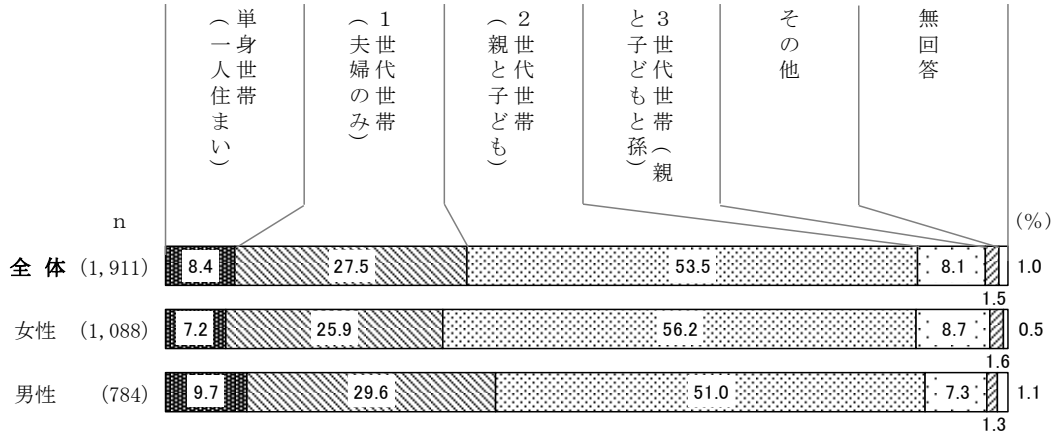 単身世帯
（一人住まい）
１世代世帯
（夫婦のみ）
２世代世帯
（親と子ども）
３世代世帯（親
と子どもと孫）
その他
無回答
n
(%)
全 体 (1,911) 8.4 27.5 53.5 8.1 1.0
1.5
女性 (1,088) 7.2 25.9 56.2 8.7 0.5
1.6
男性 (784) 9.7 29.6 51.0 7.3 1.1
1.3